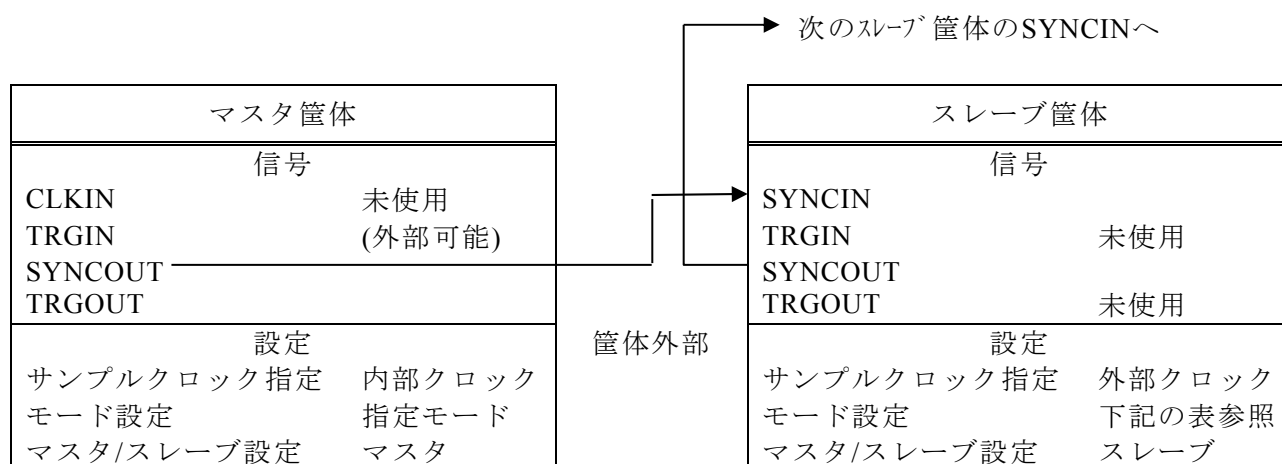 次のｽﾚｰﾌﾞ筐体のSYNCINへ
マスタ筐体
信号
CLKIN 未使用
TRGIN (外部可能)
SYNCOUT
TRGOUT
設定
サンプルクロック指定 内部クロック
モード設定 指定モード
マスタ/スレーブ設定 マスタ
筐体外部
スレーブ筐体
信号
SYNCIN
TRGIN 未使用
SYNCOUT
TRGOUT 未使用
設定
サンプルクロック指定 外部クロック
モード設定 下記の表参照
マスタ/スレーブ設定 スレーブ